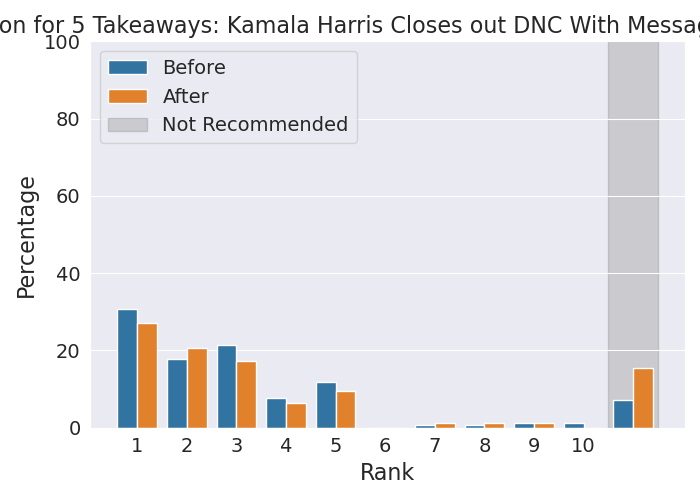 on for 5 Takeaways: Kamala Harris Closes out DNC With Messag
100
80
60
40
20
0
Percentage
Before
After
Not Recommended
1 2 3 4 5 6 7 8 9 10
Rank